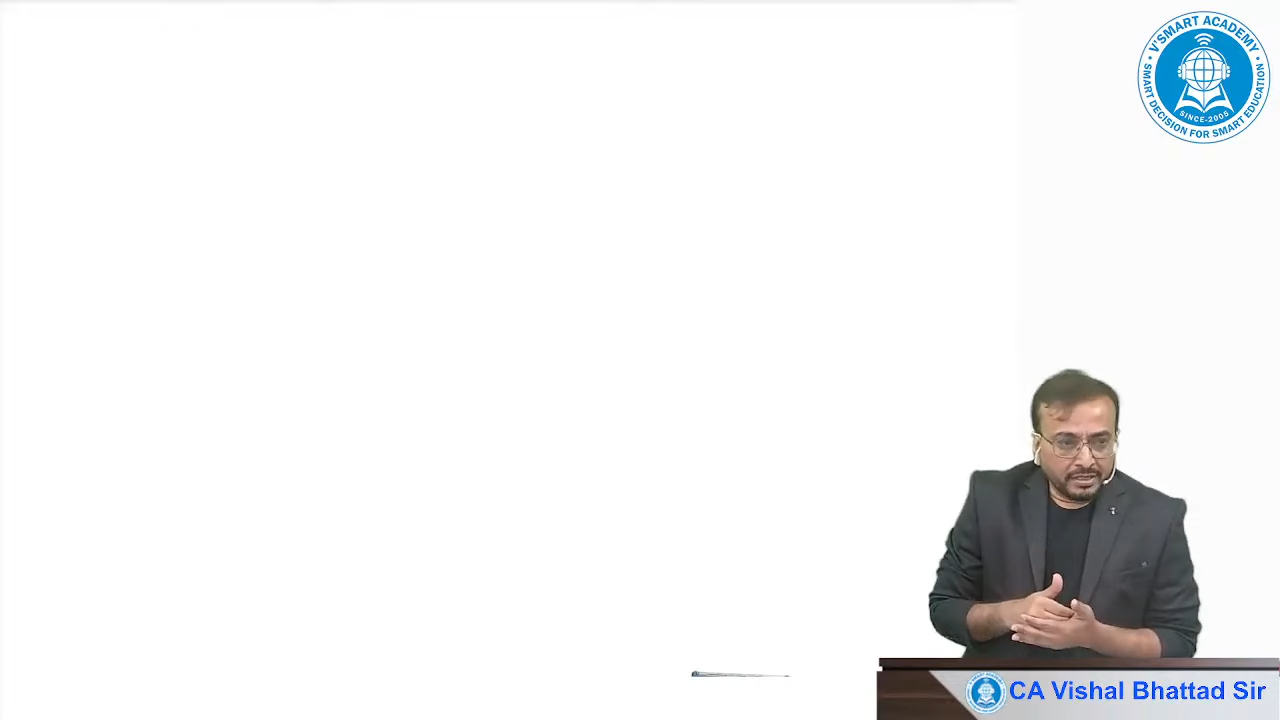 V'SMART ACADEMY
SMART DECISION FOR SMART EDUCATION
SINCE-2005
CA Vishal Bhattad Sir